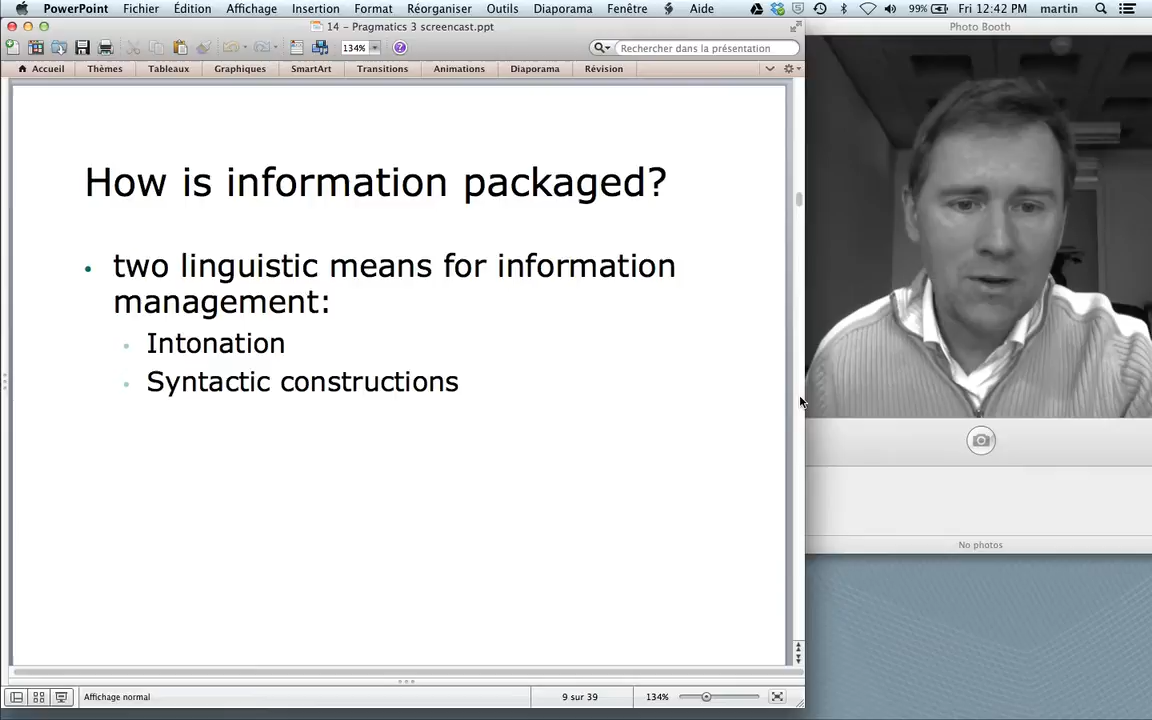 PowerPoint Fichier Édition Affichage Insertion Format Réorganiser Outils Diaporama Fenêtre Aide 99% Fri 12:42 PM martin
14 - Pragmatics 3 screencast.ppt
Photo Booth
134% Rechercher dans la présentation
Accueil Thèmes Tableaux Graphiques SmartArt Transitions Animations Diaporama Révision
How is information packaged?
• two linguistic means for information
management:
• Intonation
• Syntactic constructions
No photos
Affichage normal 9 sur 39 134%